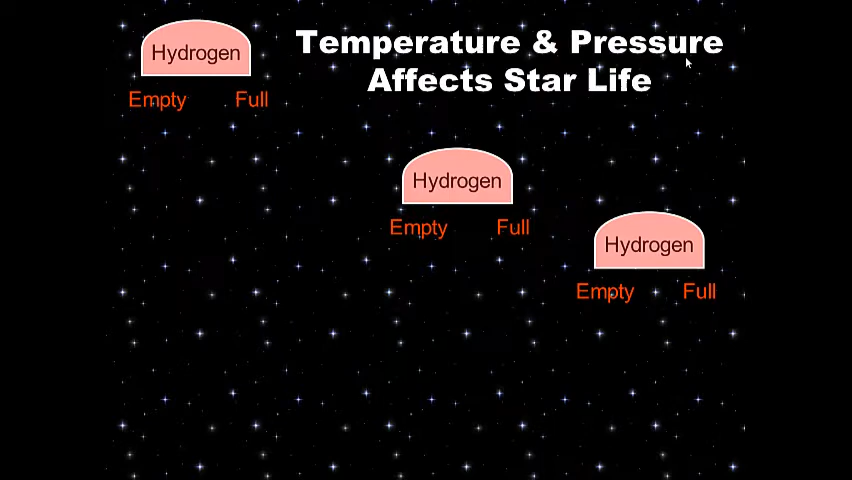 Temperature & Pressure
Affects Star Life
Hydrogen
Empty Full
Hydrogen
Empty Full
Hydrogen
Empty Full